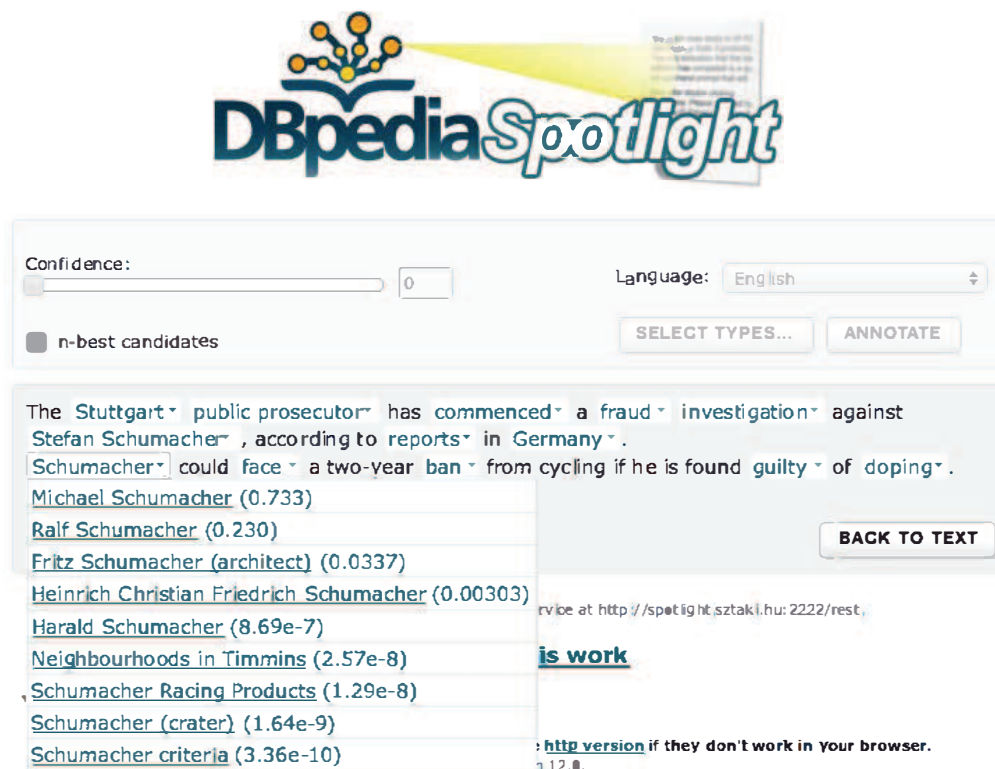 DBpedia Spotlight
Confidence:
0
Language: English
n-best candidates
SELECT TYPES... ANNOTATE
The Stuttgart public prosecutor has commenced a fraud investigation against
Stefan Schumacher , according to reports in Germany .
Schumacher could face a two-year ban from cycling if he is found guilty of doping .
Michael Schumacher (0.733)
Ralf Schumacher (0.230)
BACK TO TEXT
Fritz Schumacher (architect) (0.0337)
Heinrich Christian Friedrich Schumacher (0.00303)
rvice at http://spotlight.sztaki.hu:2222/rest.
Harald Schumacher (8.69e-7)
Neighbourhoods in Timmins (2.57e-8)
is work
Schumacher Racing Products (1.29e-8)
Schumacher (crater) (1.64e-9)
http version if they don't work in your browser.
Schumacher criteria (3.36e-10)
12.0.